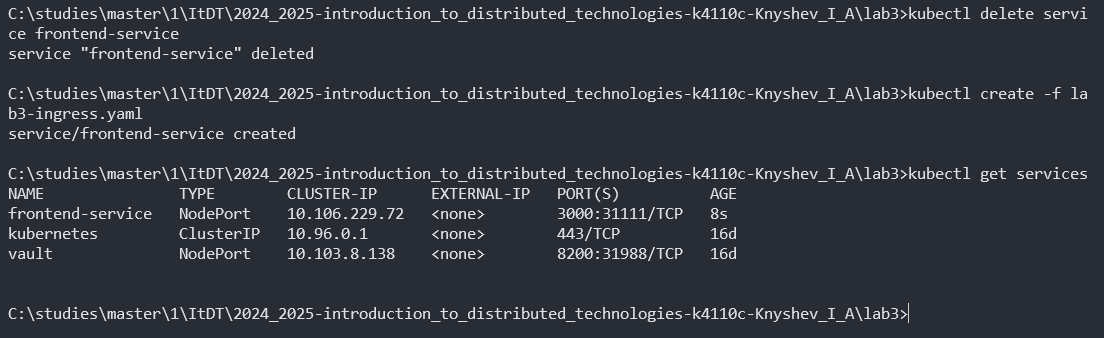 C:\studies\master\1\ItDT\2024_2025-introduction_to_distributed_technologies-k4110c-Knyshev_I_A\lab3>kubectl delete servi
ce frontend-service
service "frontend-service" deleted
C:\studies\master\1\ItDT\2024_2025-introduction_to_distributed_technologies-k4110c-Knyshev_I_A\lab3>kubectl create -f la
b3-ingress.yaml
service/frontend-service created
C:\studies\master\1\ItDT\2024_2025-introduction_to_distributed_technologies-k4110c-Knyshev_I_A\lab3>kubectl get services
NAME TYPE CLUSTER-IP EXTERNAL-IP PORT(S) AGE
frontend-service NodePort 10.106.229.72 <none> 3000:31111/TCP 8s
kubernetes ClusterIP 10.96.0.1 <none> 443/TCP 16d
vault NodePort 10.103.8.138 <none> 8200:31988/TCP 16d
C:\studies\master\1\ItDT\2024_2025-introduction_to_distributed_technologies-k4110c-Knyshev_I_A\lab3>